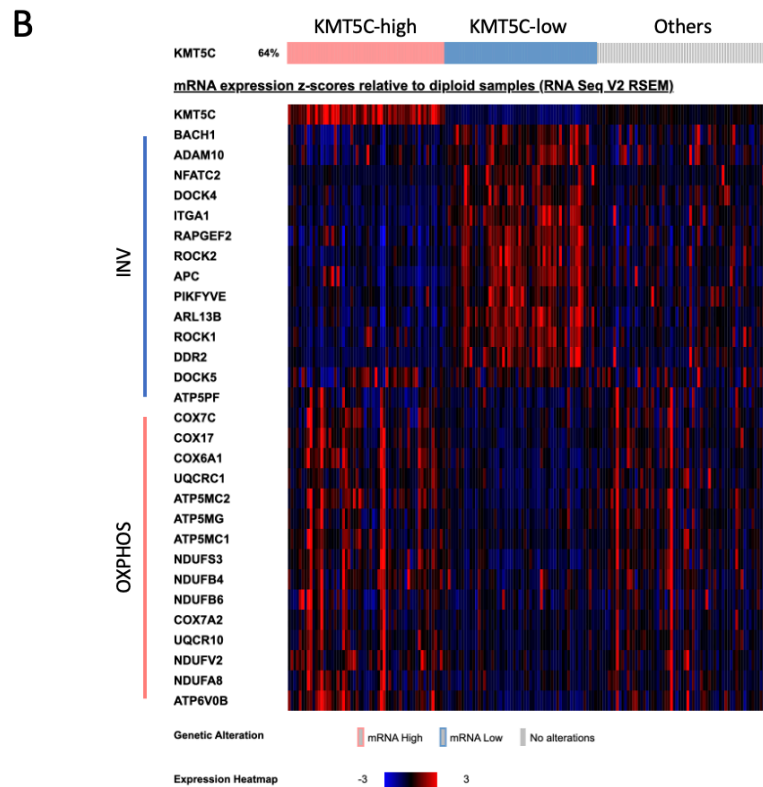 B
KMT5C-high KMT5C-low Others
KMT5C 64%
mRNA expression z-scores relative to diploid samples (RNA Seq V2 RSEM)
KMT5C
BACH1
ADAM10
NFATC2
DOCK4
ITGA1
RAPGEF2
ROCK2
APC
PIKFYVE
ARL13B
ROCK1
DDR2
DOCK5
INV
ATP5PF
COX7C
COX17
COX6A1
UQCRC1
ATP5MC2
ATP5MG
ATP5MC1
NDUFS3
NDUFB4
NDUFB6
COX7A2
UQCR10
NDUFV2
NDUFA8
ATP6V0B
OXPHOS
Genetic Alteration mRNA High mRNA Low No alterations
Expression Heatmap -3 3